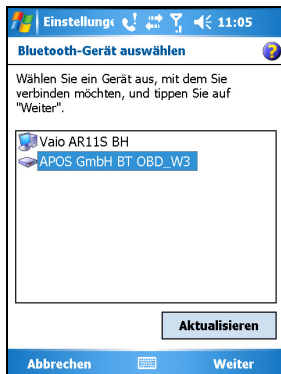 Einstellunge 11:05
Bluetooth-Gerät auswählen
Wählen Sie ein Gerät aus, mit dem Sie
verbinden möchten, und tippen Sie auf
"Weiter".
Vaio AR11S BH
APOS GmbH BT OBD_W3
Aktualisieren
Abbrechen Weiter